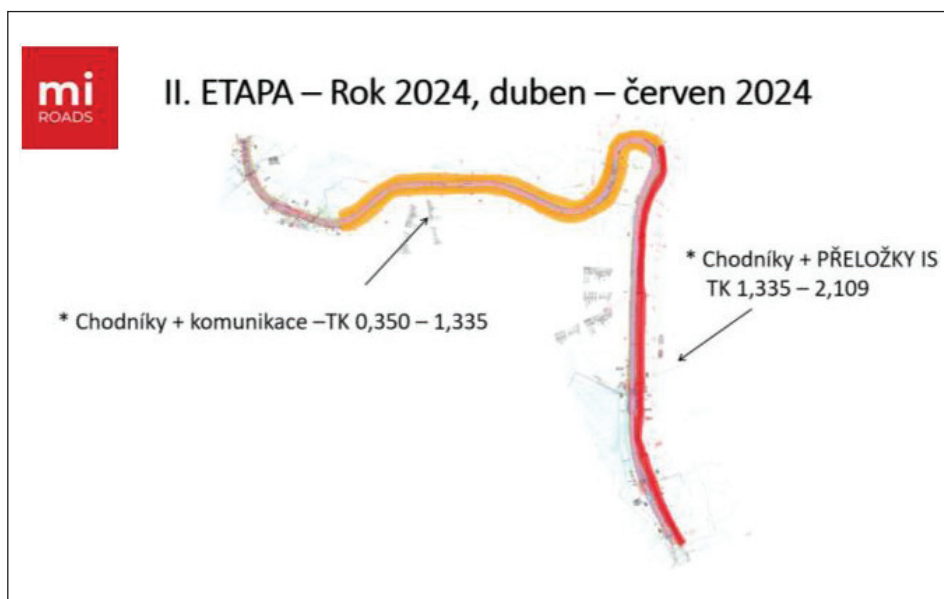 mi
ROADS
II. ETAPA – Rok 2024, duben – červen 2024
* Chodníky + PŘELOŽKY IS
TK 1,335 – 2,109
* Chodníky + komunikace –TK 0,350 – 1,335